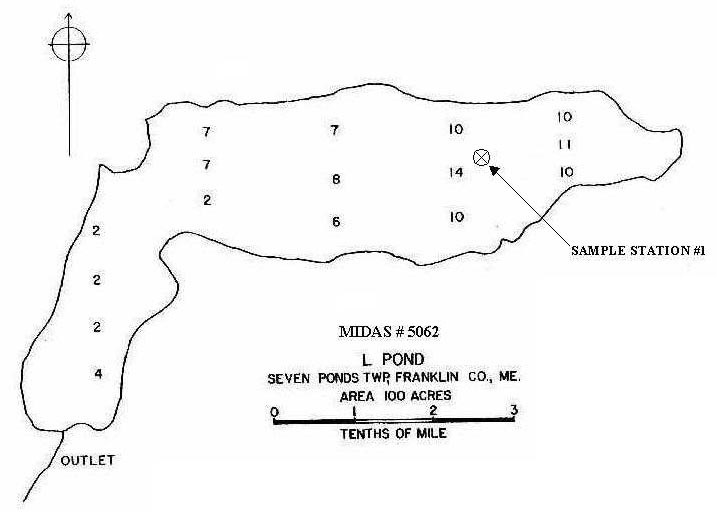 10
7 7 10
11
7 14 10
8
2 10
6
2
SAMPLE STATION #1
2
2
MIDAS # 5062
L POND
4
SEVEN PONDS TWP, FRANKLIN CO., ME.
AREA 100 ACRES
0 1 2 3
TENTHS OF MILE
OUTLET